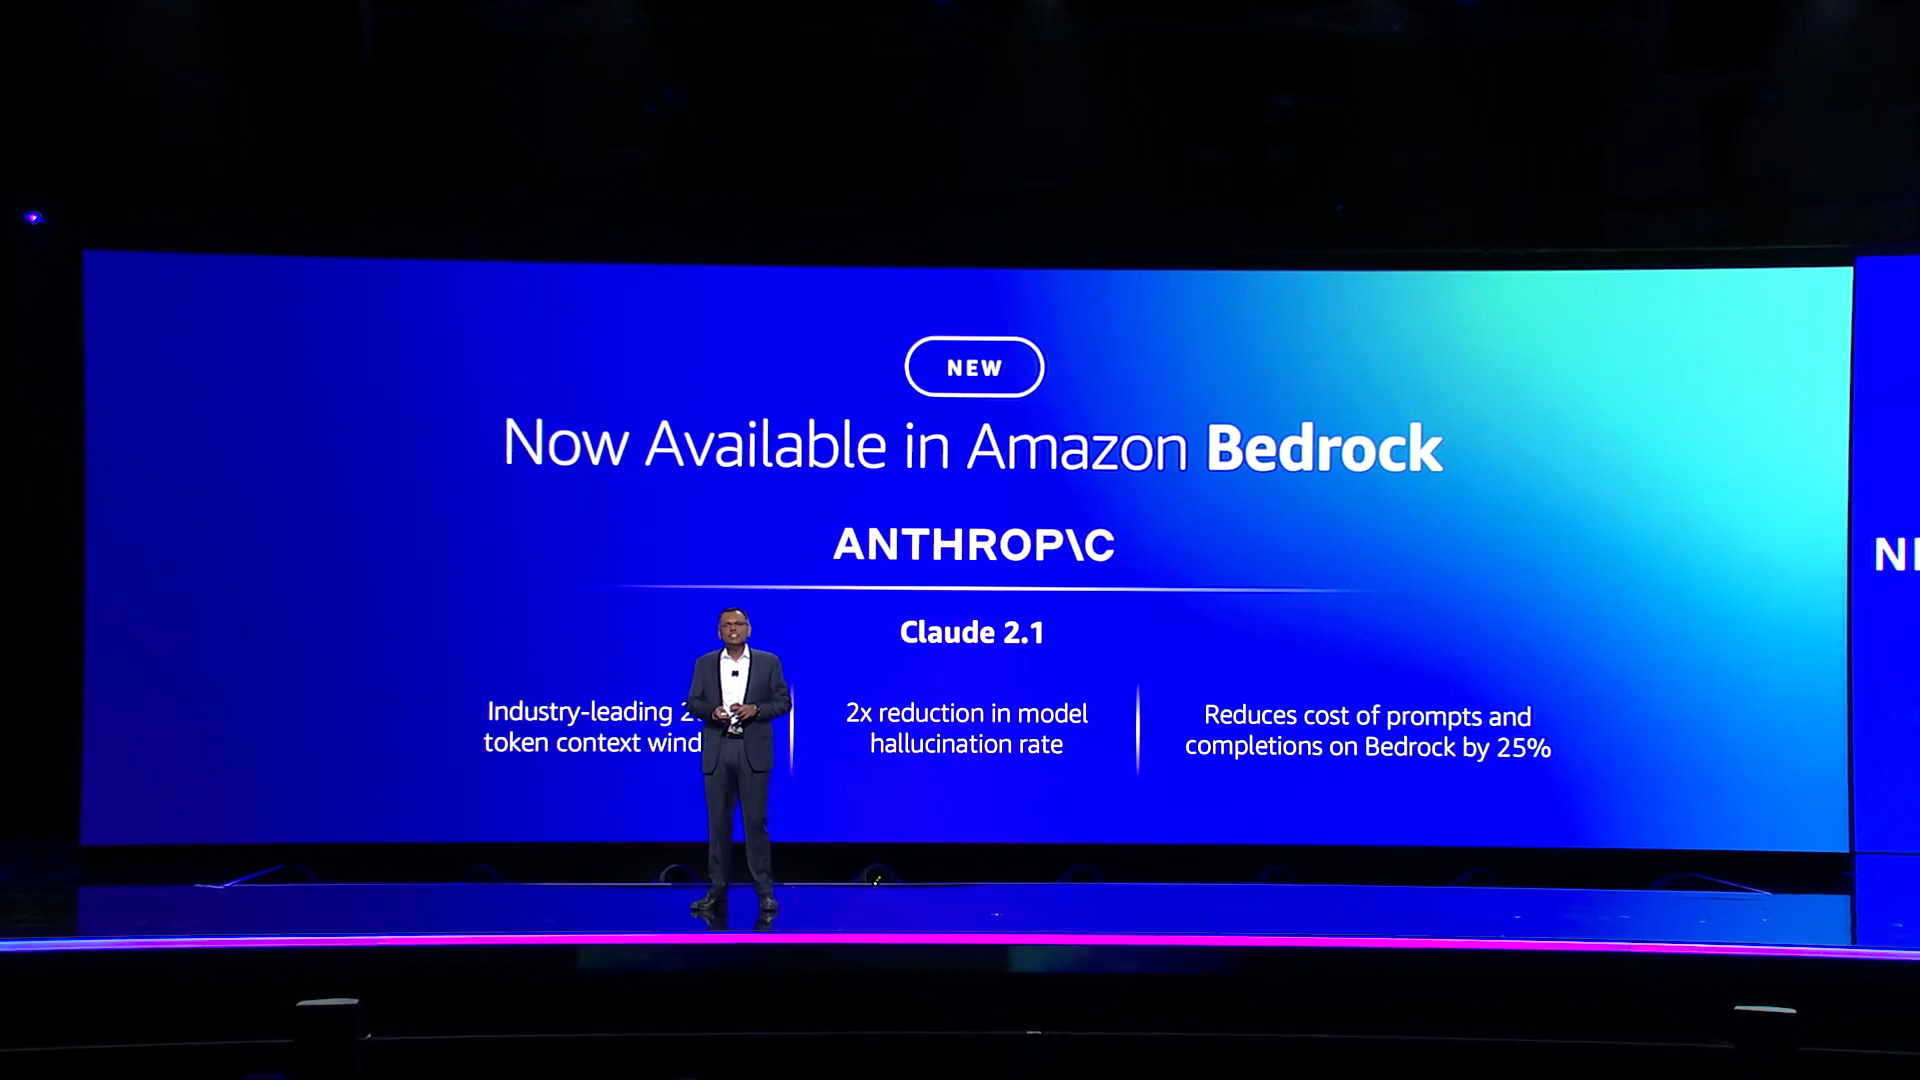 NEW
Now Available in Amazon Bedrock
ANTHROP\C
Claude 2.1
Industry-leading
token context
2x reduction in model
hallucination rate
Reduces cost of prompts and
completions on Bedrock by 25%